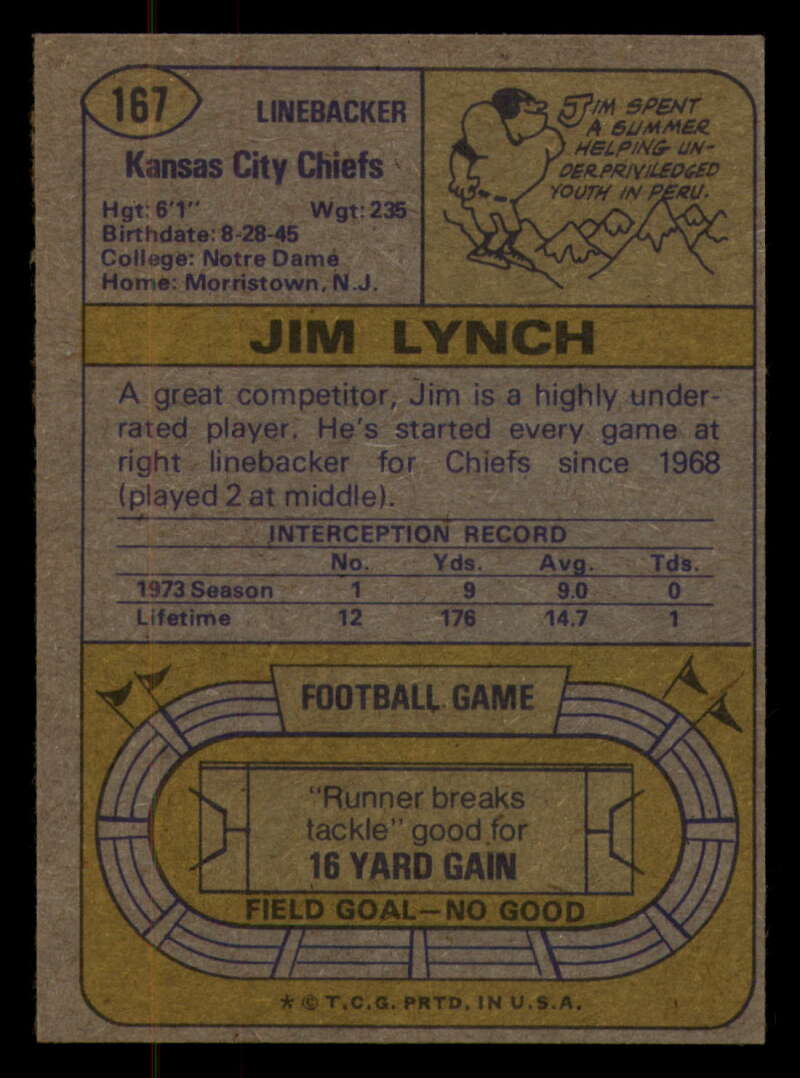 167
LINEBACKER
Kansas City Chiefs
Hgt: 6'1" Wgt: 235
Birthdate: 8-28-45
College: Notre Dame
Home: Morristown, N.J.
JIM SPENT
A SUMMER
HELPING UN-
DERPRIVILEDGED
YOUTH IN PERU.
JIM LYNCH
A great competitor, Jim is a highly under-
rated player. He's started every game at
right linebacker for Chiefs since 1968
(played 2 at middle).
INTERCEPTION RECORD
No. Yds. Avg. Tds.
1973 Season 1 9 9.0 0
Lifetime 12 176 14.7 1
FOOTBALL GAME
"Runner breaks
tackle" good for
16 YARD GAIN
FIELD GOAL—NO GOOD
* © T.C.G. PRTD. IN U.S.A.